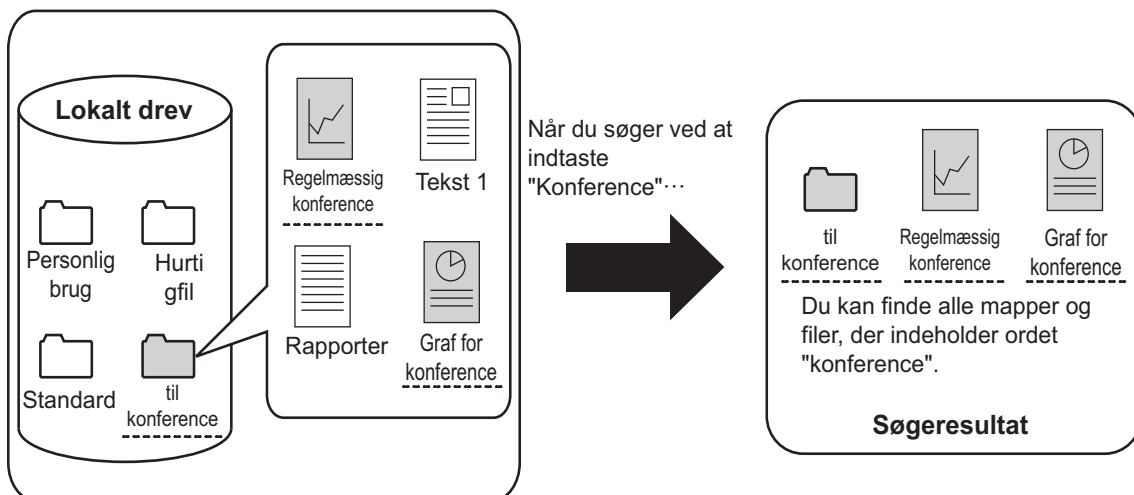 Lokalt drev
Personlig
brug
Hurti
gfil
Standard
til
konference
Regelmæssig
konference
Tekst 1
Rapporter
Graf for
konference
Når du søger ved at
indtaste
"Konference"···
til
konference
Regelmæssig
konference
Graf for
konference
Du kan finde alle mapper og
filer, der indeholder ordet
"konference".
Søgeresultat